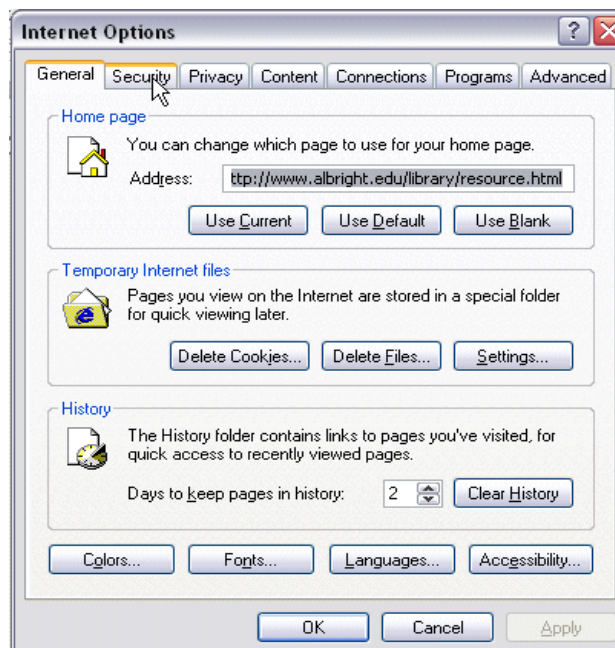 Internet Options
General Security Privacy Content Connections Programs Advanced
Home page
You can change which page to use for your home page.
Address: ttp://www.albright.edu/library/resource.html
Use Current Use Default Use Blank
Temporary Internet files
Pages you view on the Internet are stored in a special folder
for quick viewing later.
Delete Cookies... Delete Files... Settings...
History
The History folder contains links to pages you've visited, for
quick access to recently viewed pages.
Days to keep pages in history: 2 Clear History
Colors... Fonts... Languages... Accessibility...
OK Cancel Apply